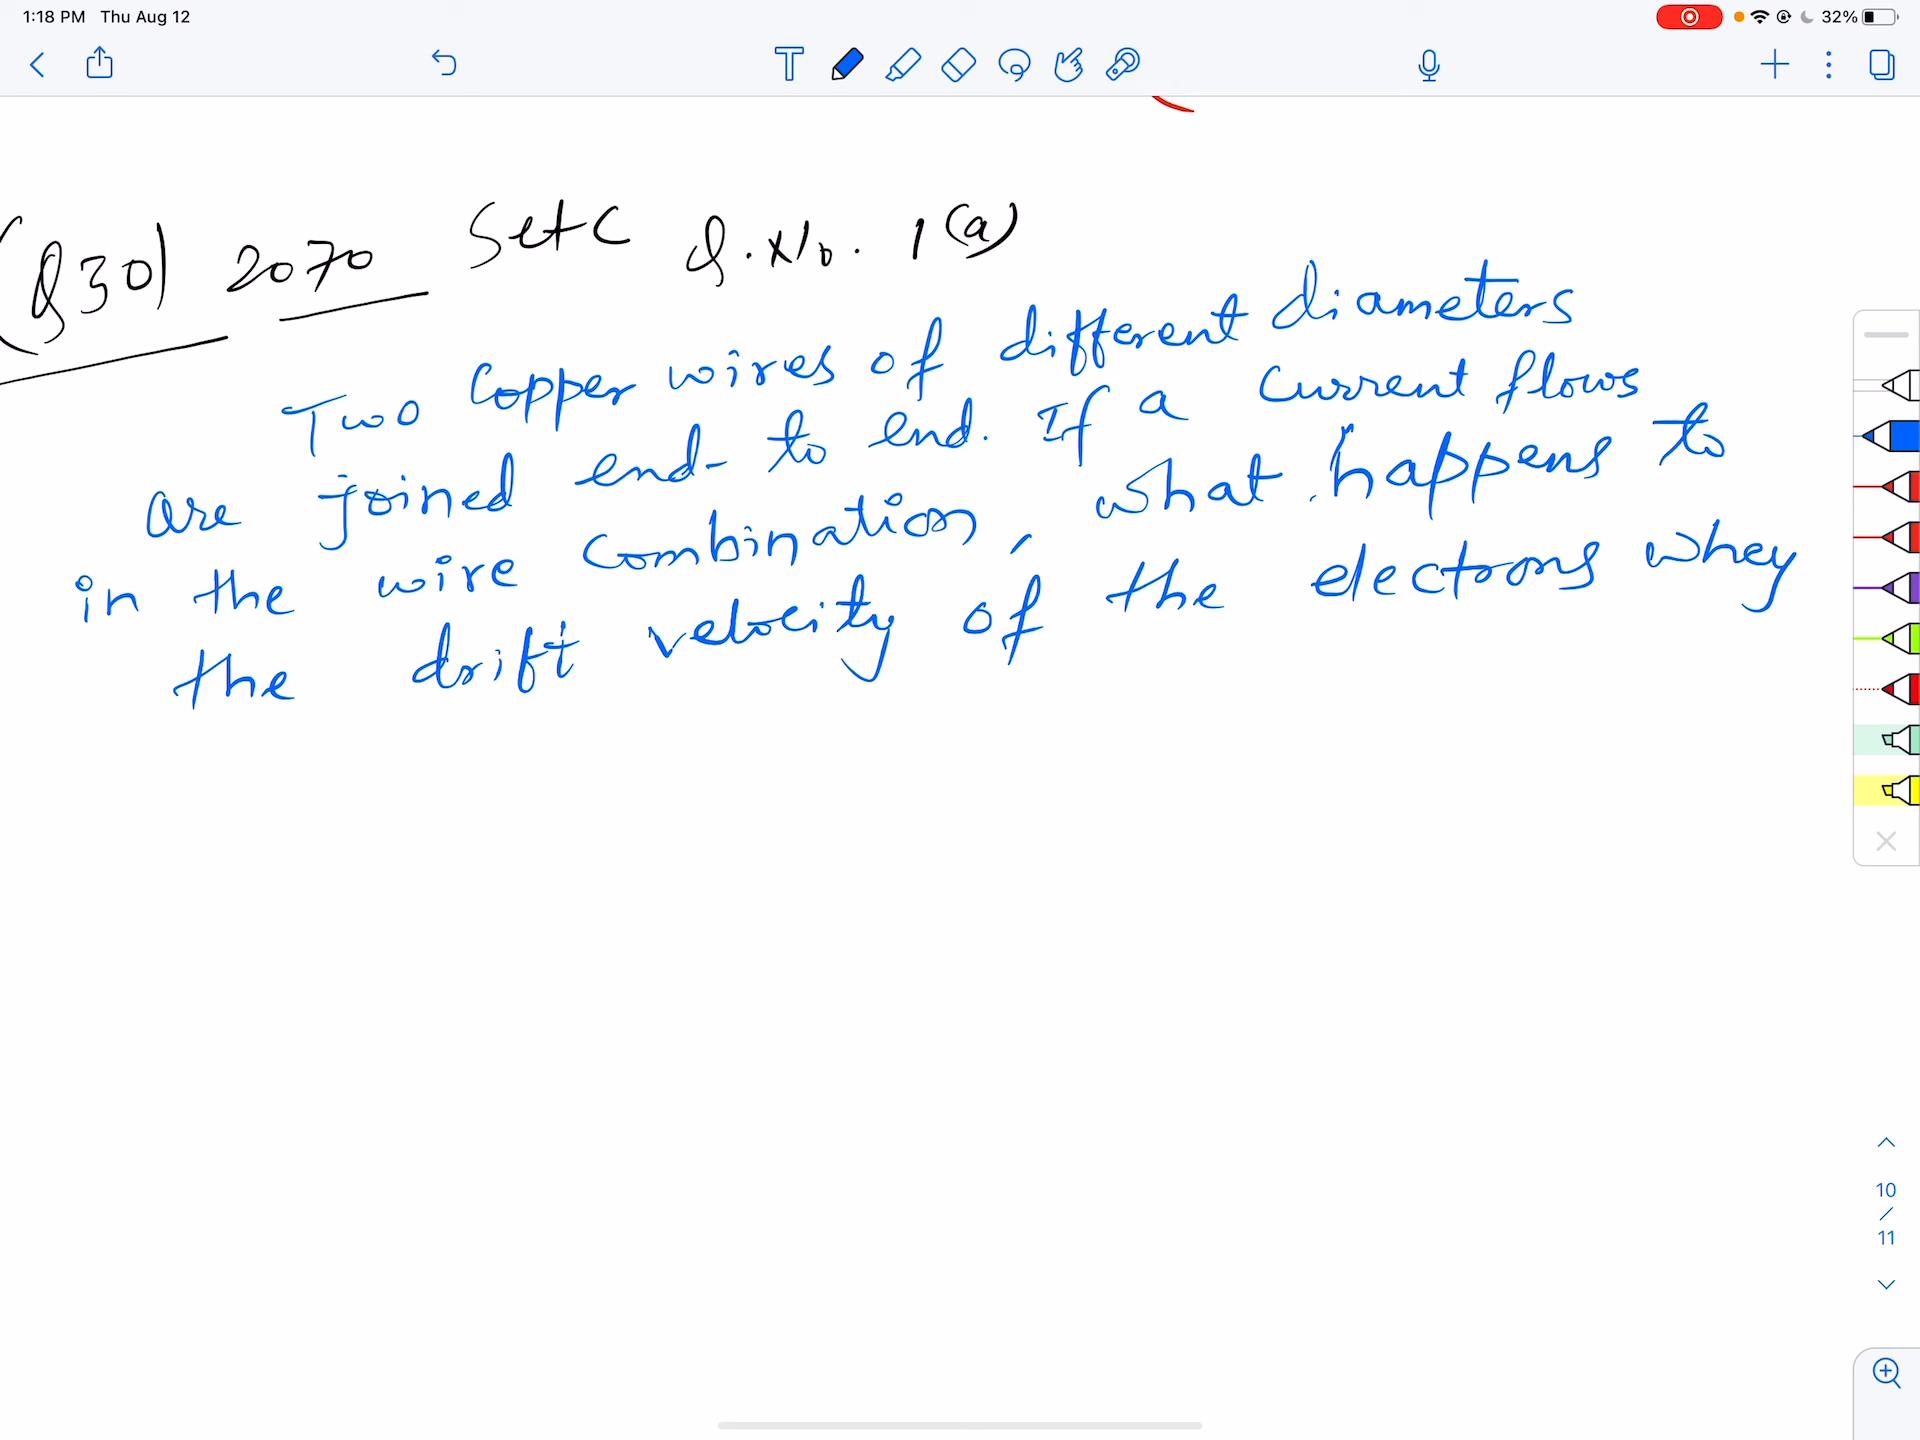 1:18 PM Thu Aug 12
32%
(Q30) 2070 Set C Q.No. 1(a)
Two Copper wires of different diameters
are joined end-to end. If a current flows
in the wire combination, what happens to
the drift velocity of the electrons whey
10
/
11